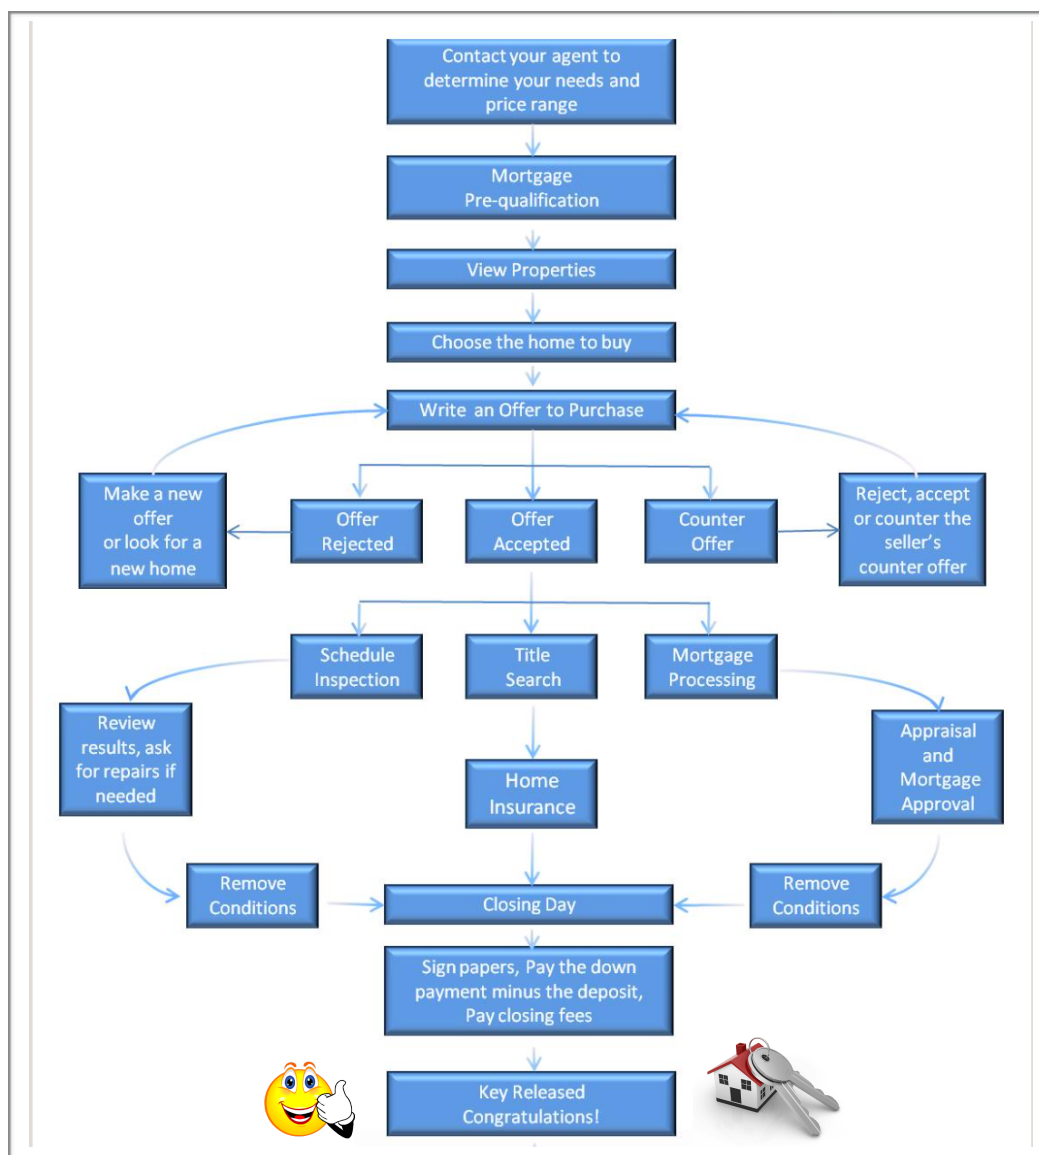 Contact your agent to
determine your needs and
price range
Mortgage
Pre-qualification
View Properties
Choose the home to buy
Write an Offer to Purchase
Make a new
offer
or look for a
new home
Offer
Rejected
Offer
Accepted
Counter
Offer
Reject, accept
or counter the
seller's
counter offer
Schedule
Inspection
Title
Search
Mortgage
Processing
Review
results, ask
for repairs if
needed
Home
Insurance
Appraisal
and
Mortgage
Approval
Remove
Conditions
Closing Day
Remove
Conditions
Sign papers, Pay the down
payment minus the deposit,
Pay closing fees
Key Released
Congratulations!